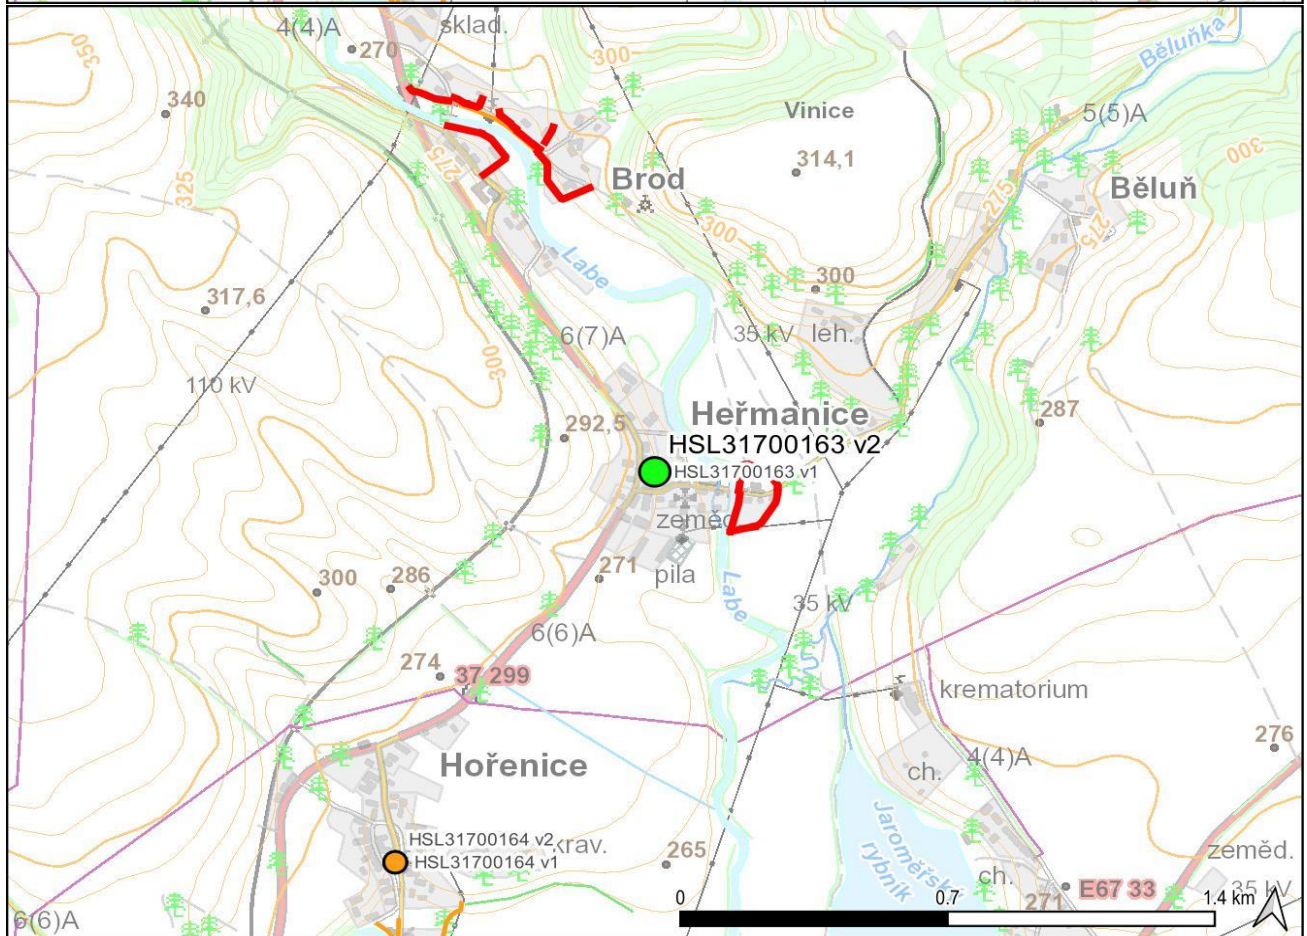 4(4)A
sklad.
Běluňka
350
270
300
340
Vinice
5(5)A
314,1
275
300
325
Brod
275
Běluň
300
275
Labe
300
317,6
6(7)A
35 kV
leh.
300
110 kV
Heřmanice
287
292,5
HSL31700163 v2
HSL31700163 v1
zeměd
271
pila
300
286
Labe
35 kV
6(6)A
274
37 299
krematorium
276
Hořenice
4(4)A
ch.
HSL31700164 v2
krav.
HSL31700164 v1
265
Jaroměřsk
rybník
zeměd.
ch.
271
E67 33
35 kV
0
0.7
1.4 km
6(6)A